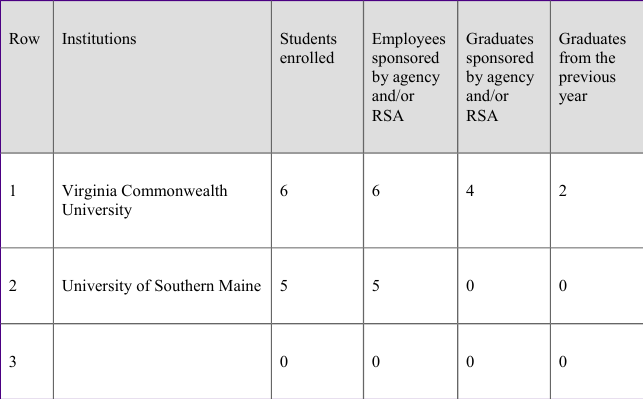 Row Institutions Students enrolled Employees sponsored by agency and/or RSA Graduates sponsored by agency and/or RSA Graduates from the previous year
1 Virginia Commonwealth University 6 6 4 2
2 University of Southern Maine 5 5 0 0
3 0 0 0 0